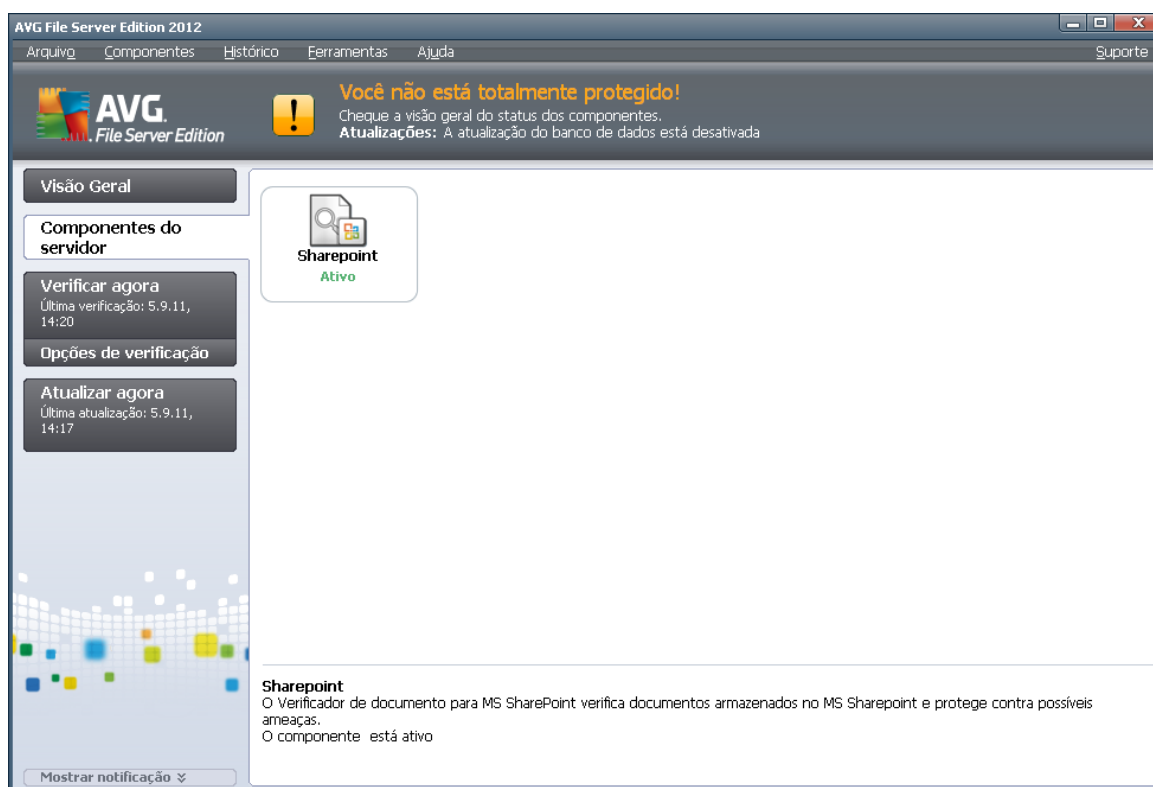 AVG File Server Edition 2012
Arquivo Componentes Histórico Ferramentas Ajuda Suporte
AVG.
File Server Edition
Você não está totalmente protegido!
Cheque a visão geral do status dos componentes.
Atualizações: A atualização do banco de dados está desativada
Visão Geral
Componentes do
servidor
Verificar agora
Última verificação: 5.9.11,
14:20
Opções de verificação
Atualizar agora
Última atualização: 5.9.11,
14:17
Mostrar notificação
Sharepoint
Ativo
Sharepoint
O Verificador de documento para MS SharePoint verifica documentos armazenados no MS Sharepoint e protege contra possíveis
ameaças.
O componente está ativo